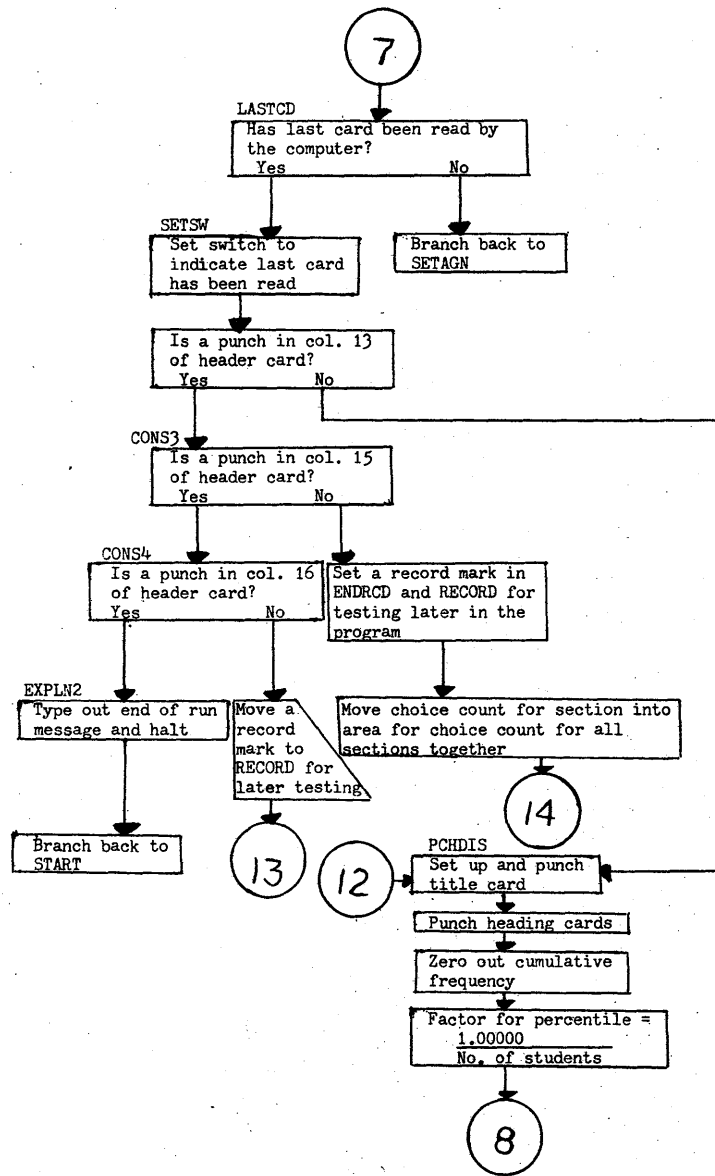 7
LASTCD
Has last card been read by
the computer?
Yes No
SETSW
Set switch to
indicate last card
has been read
Branch back to
SETAGN
Is a punch in col. 13
of header card?
Yes No
CONS3
Is a punch in col. 15
of header card?
Yes No
CONS4
Is a punch in col. 16
of header card?
Yes No
Set a record mark in
ENDRCD and RECORD for
testing later in the
program
EXPLN2
Type out end of run
message and halt
Move a
record
mark to
RECORD for
later testing
Move choice count for section into
area for choice count for all
sections together
14
Branch back to
START
13
12
PCHDIS
Set up and punch
title card
Punch heading cards
Zero out cumulative
frequency
Factor for percentile =
1.00000
No. of students
8